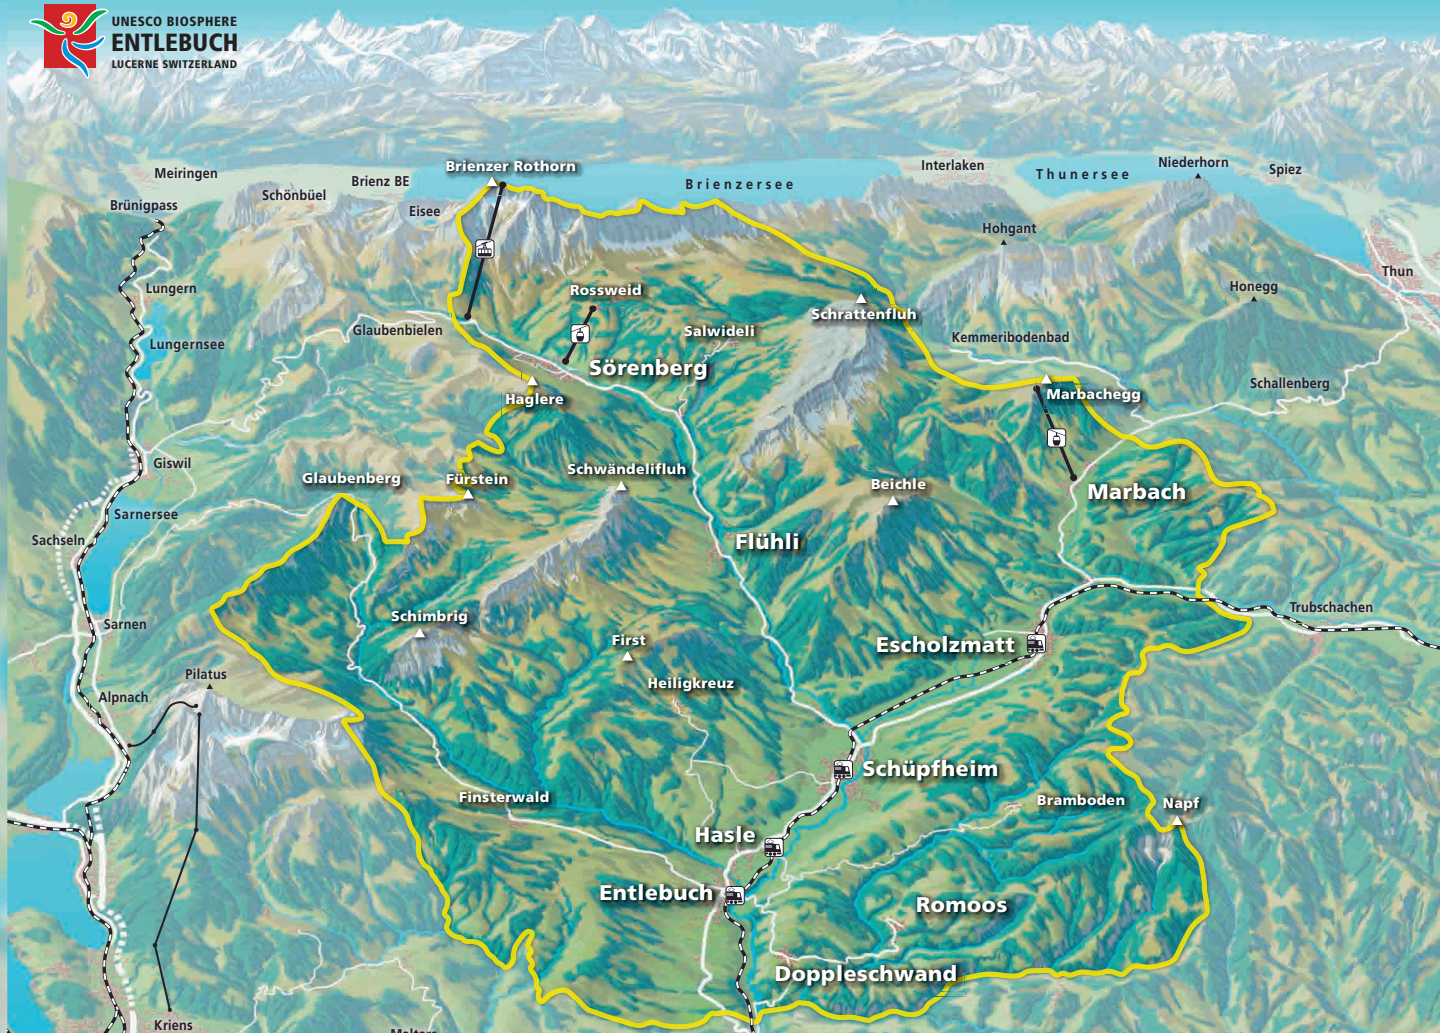 UNESCO BIOSPHERE
ENTLEBUCH
LUCERNE SWITZERLAND
Brienzer Rothorn
Interlaken
Niederhorn
Spiez
Meiringen
Thunersee
Brienz BE
Brienzersee
Schönbüel
Brünigpass
Eisee
Hohgant
Thun
Lungern
Rossweid
Honegg
Schrattenfluh
Glaubenbielen
Salwideli
Kemmeribodenbad
Lungernsee
Sörenberg
Schallenberg
Haglere
Marbachegg
Giswil
Schwändelifluh
Glaubenberg
Fürstein
Beichle
Marbach
Sarnersee
Sachseln
Flühli
Trubschachen
Schimbrig
Sarnen
First
Escholzmatt
Pilatus
Heiligkreuz
Alpnach
Schüpfheim
Finsterwald
Bramboden
Napf
Hasle
Entlebuch
Romoos
Doppleschwand
Kriens